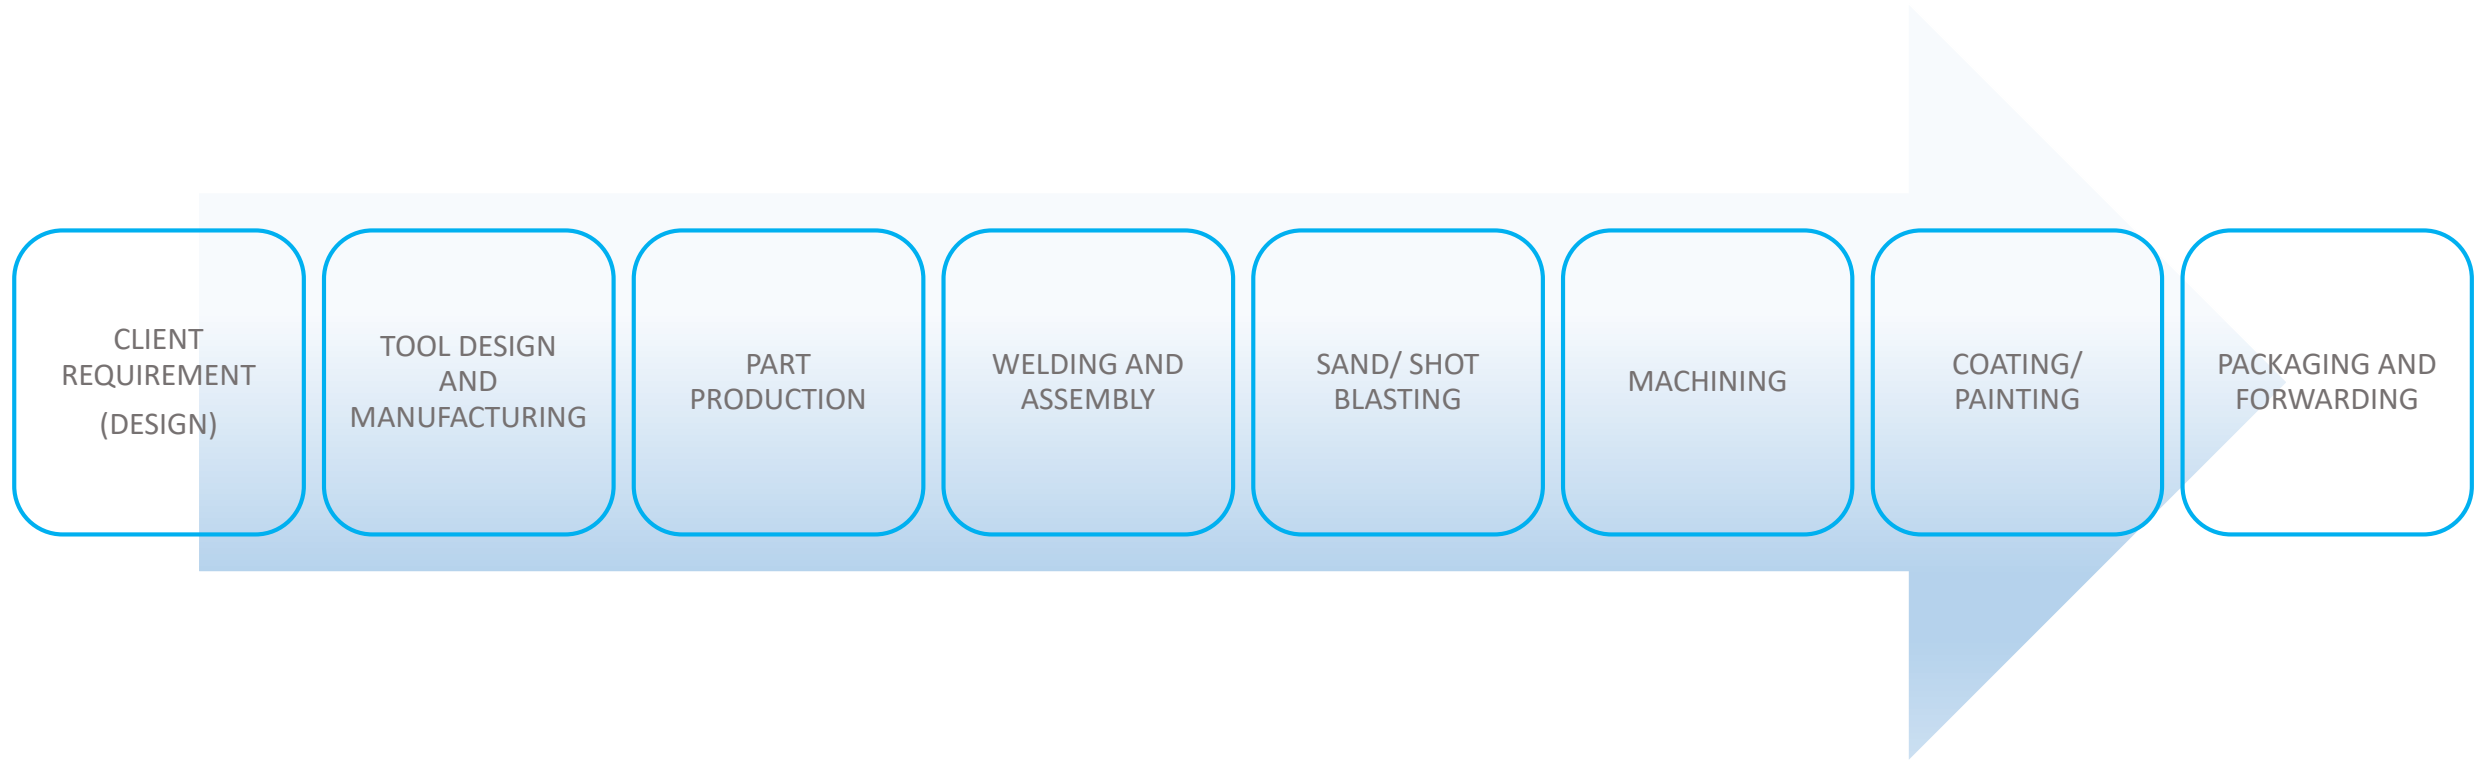 CLIENT
REQUIREMENT
(DESIGN)
TOOL DESIGN
AND
MANUFACTURING
PART
PRODUCTION
WELDING AND
ASSEMBLY
SAND/ SHOT
BLASTING
MACHINING
COATING/
PAINTING
PACKAGING AND
FORWARDING